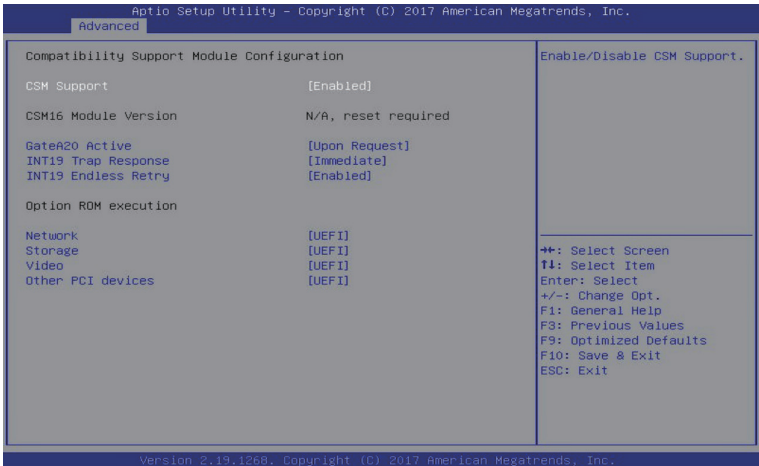 Aptio Setup Utility – Copyright (C) 2017 American Megatrends, Inc.
Advanced
Compatibility Support Module Configuration
CSM Support [Enabled]
CSM16 Module Version N/A, reset required
GateA20 Active [Upon Request]
INT19 Trap Response [Immediate]
INT19 Endless Retry [Enabled]
Option ROM execution
Network [UEFI]
Storage [UEFI]
Video [UEFI]
Other PCI devices [UEFI]
Enable/Disable CSM Support.
→←: Select Screen
↑↓: Select Item
Enter: Select
+/-: Change Opt.
F1: General Help
F3: Previous Values
F9: Optimized Defaults
F10: Save & Exit
ESC: Exit
Version 2.19.1268. Copyright (C) 2017 American Megatrends, Inc.